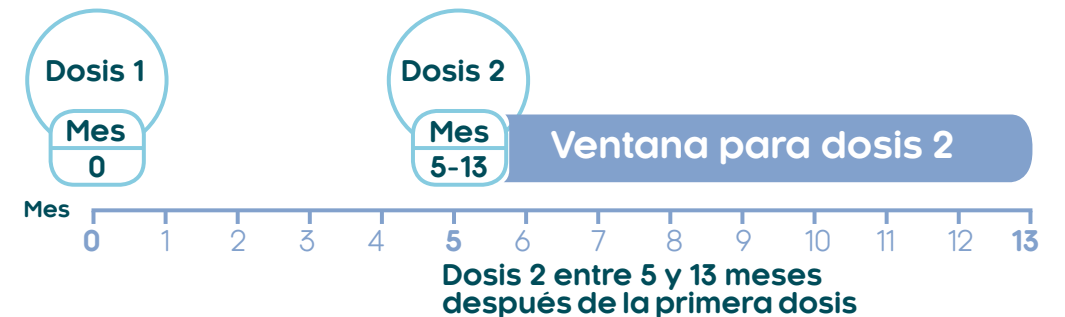 Dosis 1
Mes
0
Dosis 2
Mes
5-13
Ventana para dosis 2
Mes
0 1 2 3 4 5 6 7 8 9 10 11 12 13
Dosis 2 entre 5 y 13 meses
después de la primera dosis